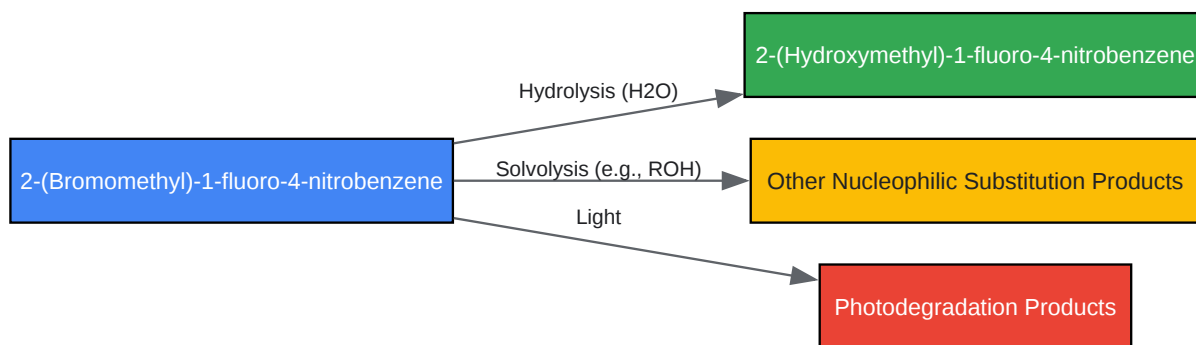 2-(Hydroxymethyl)-1-fluoro-4-nitrobenzene
Hydrolysis (H2O)
2-(Bromomethyl)-1-fluoro-4-nitrobenzene
Solvolysis (e.g., ROH)
Other Nucleophilic Substitution Products
Light
Photodegradation Products